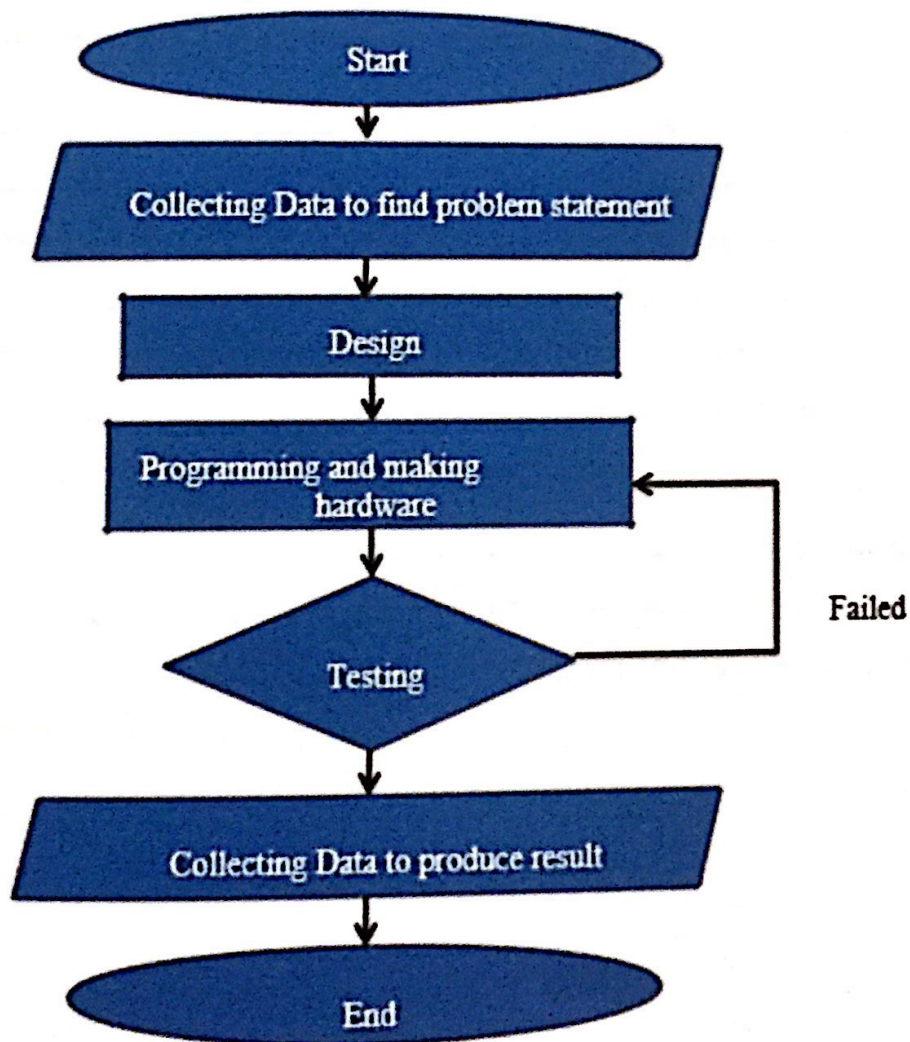 Start
Collecting Data to find problem statement
Design
Programming and making
hardware
Failed
Testing
Collecting Data to produce result
End